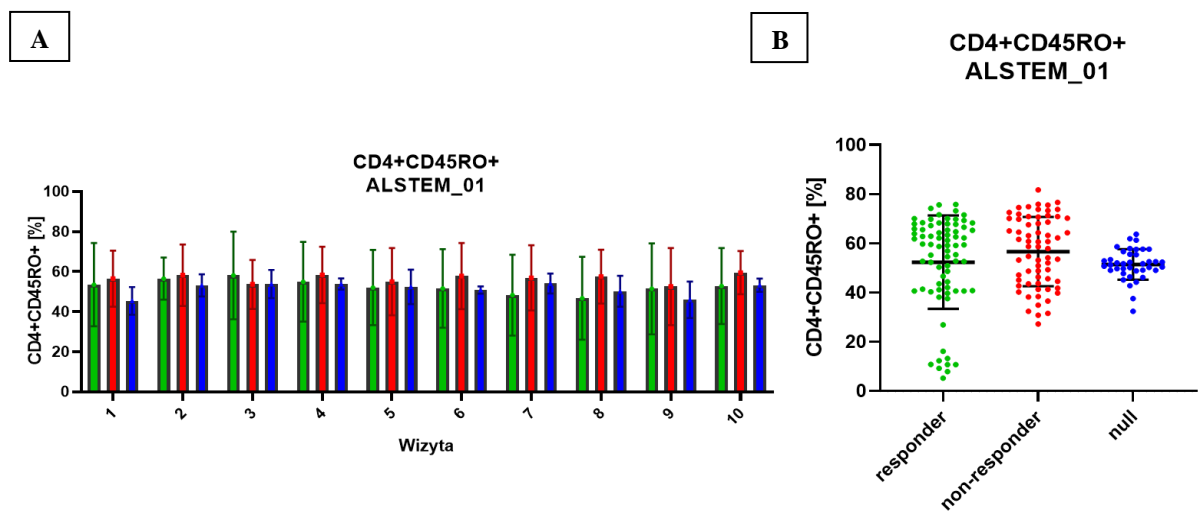 A
CD4+CD45RO+
ALSTEM_01
CD4+CD45RO+ [%]
100
80
60
40
20
0
1 2 3 4 5 6 7 8 9 10
Wizyta
B
CD4+CD45RO+
ALSTEM_01
CD4+CD45RO+ [%]
100
80
60
40
20
0
responder
non-responder
null